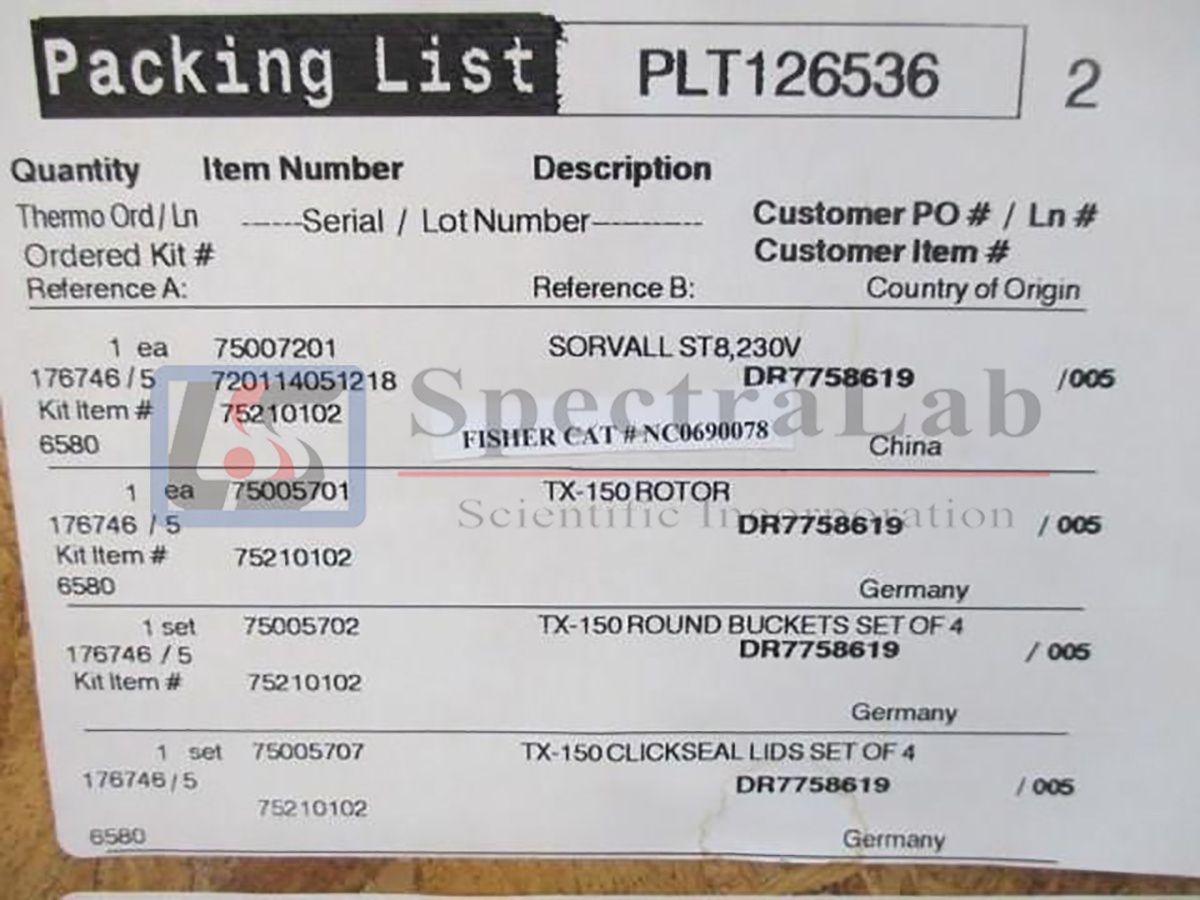 Packing List PLT126536 2
Quantity Item Number Description
Thermo Ord / Ln ------Serial / Lot Number----------- Customer PO # / Ln #
Ordered Kit # Customer Item #
Reference A: Reference B: Country of Origin
1 ea 75007201 SORVALL ST8,230V
176746 / 5 720114051218 DR7758619 /005
Kit Item # 75210102
SpectraLab
FISHER CAT # NC0690078
6580 China
1 ea 75005701 TX-150 ROTOR
Scientific Incorporation
176746 / 5 DR7758619 / 005
Kit Item # 75210102
6580 Germany
1 set 75005702 TX-150 ROUND BUCKETS SET OF 4
176746 / 5 DR7758619 / 005
Kit Item # 75210102
Germany
1 set 75005707 TX-150 CLICKSEAL LIDS SET OF 4
176746 / 5 DR7758619 / 005
75210102
6580 Germany